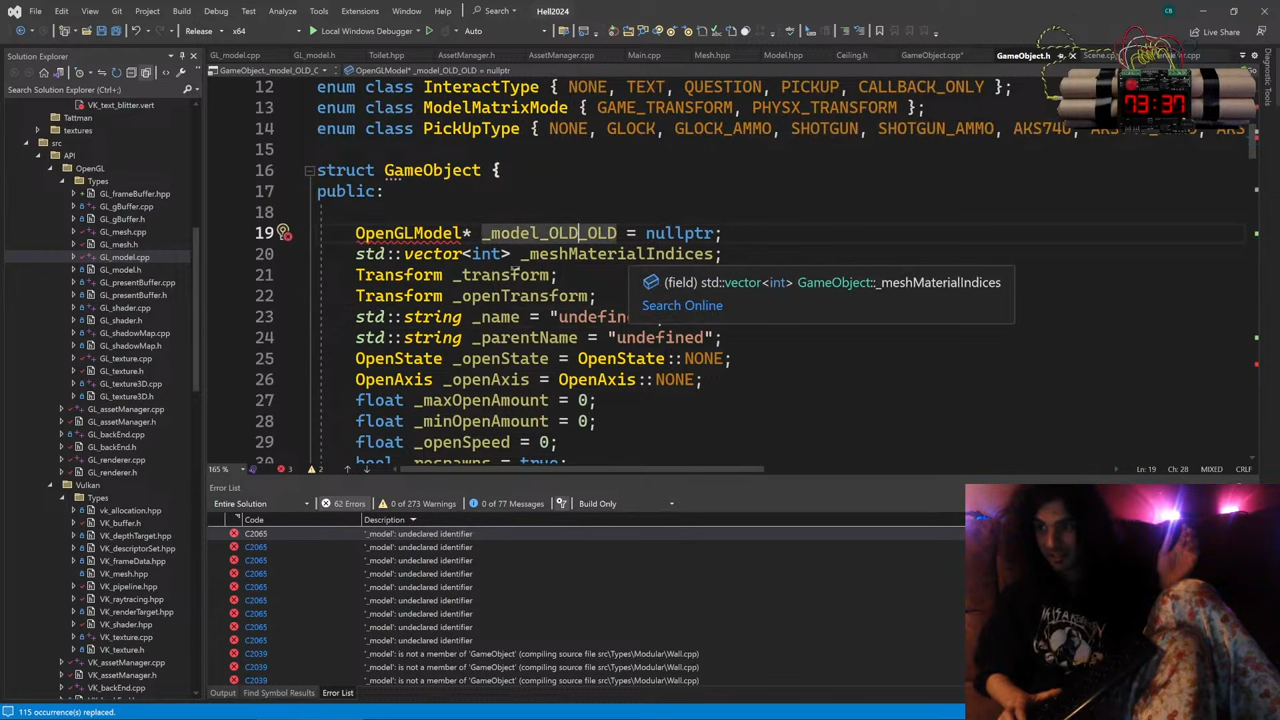 File Edit View Git Project Build Debug Test Analyze Tools Extensions Window Help Search Hell2024 CB
Release x64 Local Windows Debugger Auto Live Share
Solution Explorer
GL_model.cpp GL_model.h Toilet.hpp AssetManager.h AssetManager.cpp Main.cpp Mesh.hpp Model.hpp Ceiling.h GameObject.cpp* GameObject.h Scene.cpp
GameObject_model_OLD_C OpenGLModel* _model_OLD_OLD = nullptr
Search Solution Explorer (Ctrl+;)
VK_text_blitter.vert
Tattman
textures
src
API
OpenGL
Types
GL_frameBuffer.hpp
GL_gBuffer.cpp
GL_gBuffer.h
GL_mesh.cpp
GL_mesh.h
GL_model.cpp
GL_model.h
GL_presentBuffer.cpp
GL_presentBuffer.h
GL_shader.cpp
GL_shader.h
GL_shadowMap.cpp
GL_shadowMap.h
GL_texture.cpp
GL_texture.h
GL_texture3D.cpp
GL_texture3D.h
GL_assetManager.cpp
GL_assetManager.h
GL_backEnd.cpp
GL_backEnd.h
GL_renderer.cpp
GL_renderer.h
Vulkan
Types
vk_allocation.hpp
VK_buffer.h
VK_depthTarget.hpp
VK_descriptorSet.hpp
VK_frameData.hpp
VK_mesh.hpp
VK_pipeline.hpp
VK_raytracing.hpp
VK_renderTarget.hpp
VK_shader.hpp
VK_texture.cpp
VK_texture.h
VK_assetManager.cpp
VK_assetManager.h
VK_backEnd.cpp
12 enum class InteractType { NONE, TEXT, QUESTION, PICKUP, CALLBACK_ONLY };
13 enum class ModelMatrixMode { GAME_TRANSFORM, PHYSX_TRANSFORM };
14 enum class PickUpType { NONE, GLOCK, GLOCK_AMMO, SHOTGUN, SHOTGUN_AMMO, AKS74U,
15
16 struct GameObject {
17 public:
18
19 OpenGLModel* _model_OLD_OLD = nullptr;
20 std::vector<int> _meshMaterialIndices;
21 Transform _transform;
22 Transform _openTransform;
23 std::string _name = "undefin
24 std::string _parentName = "undefined";
25 OpenState _openState = OpenState::NONE;
26 OpenAxis _openAxis = OpenAxis::NONE;
27 float _maxOpenAmount = 0;
28 float _minOpenAmount = 0;
29 float _openSpeed = 0;
(field) std::vector<int> GameObject::_meshMaterialIndices
Search Online
73:37
Diagnostic Tools
165 % 3 2 Ln: 19 Ch: 28 MIXED CRLF
Error List
Entire Solution 62 Errors 0 of 273 Warnings 0 of 77 Messages Build Only
Code Description
C2065 '_model': undeclared identifier
C2065 '_model': undeclared identifier
C2065 '_model': undeclared identifier
C2065 '_model': undeclared identifier
C2065 '_model': undeclared identifier
C2065 '_model': undeclared identifier
C2065 '_model': undeclared identifier
C2065 '_model': undeclared identifier
C2065 '_model': undeclared identifier
C2039 '_model': is not a member of 'GameObject' (compiling source file src\Types\Modular\Wall.cpp)
C2039 '_model': is not a member of 'GameObject' (compiling source file src\Types\Modular\Wall.cpp)
C2039 '_model': is not a member of 'GameObject' (compiling source file src\Types\Modular\Wall.cpp)
Output Find Symbol Results Error List
115 occurrence(s) replaced.